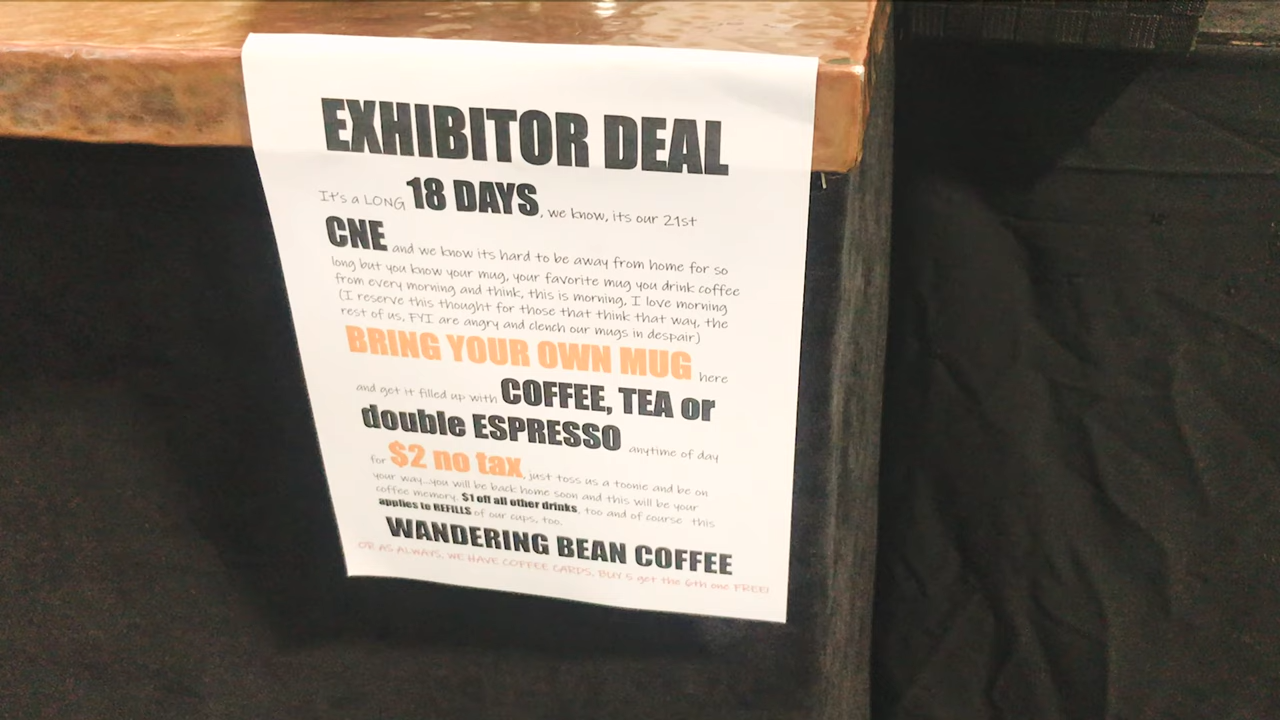 EXHIBITOR DEAL
It's a LONG 18 DAYS, we know, its our 21st
CNE and we know its hard to be away from home for so
long but you know your mug, your favorite mug you drink coffee
from every morning and think, this is morning, I love morning
(I reserve this thought for those that think that way, the
rest of us, FYI are angry and clench our mugs in despair)
BRING YOUR OWN MUG here
and get it filled up with COFFEE, TEA or
double ESPRESSO anytime of day
for $2 no tax, just toss us a toonie and be on
your way...you will be back home soon and this will be your
coffee memory. $1 off all other drinks, too and of course this
applies to REFILLS of our cups, too.
WANDERING BEAN COFFEE
OR AS ALWAYS, WE HAVE COFFEE CARDS, BUY 5 get the 6th one FREE!